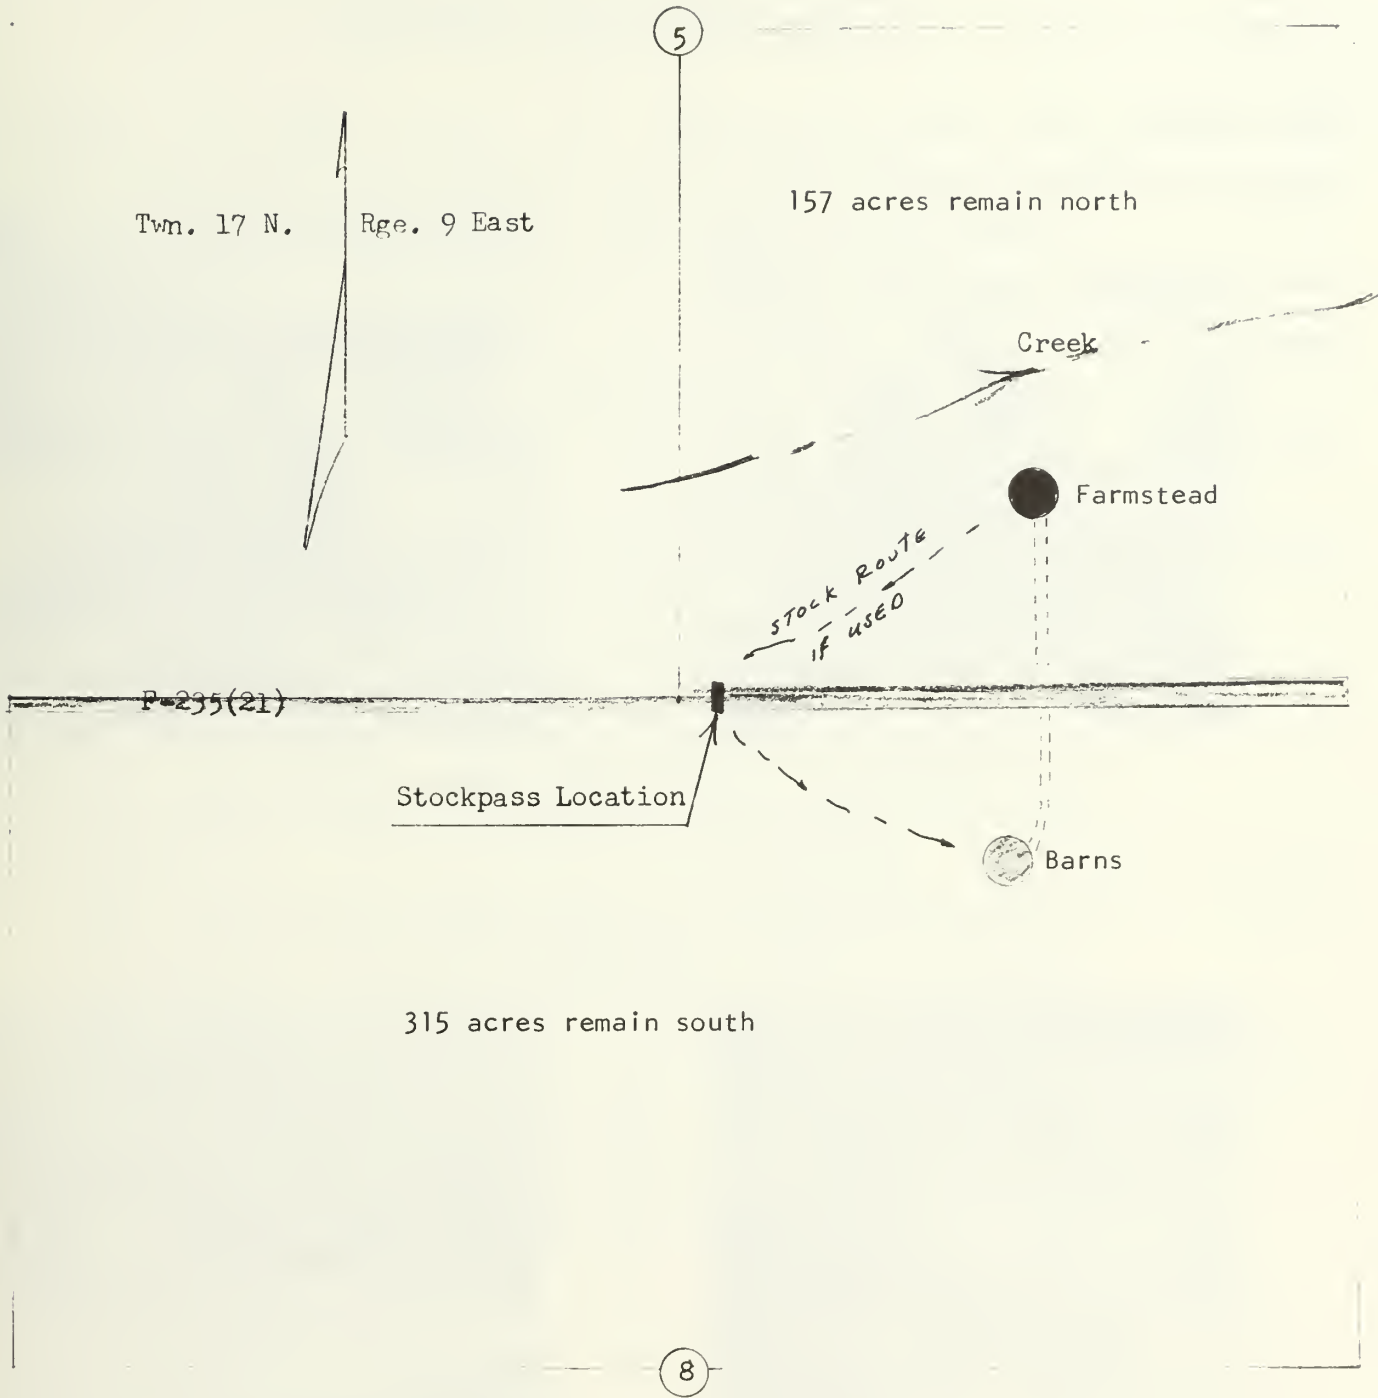 5
157 acres remain north
Twn. 17 N. Rge. 9 East
Creek
Farmstead
STOCK ROUTE
If USED
F-235(21)
Stockpass Location
Barns
315 acres remain south
8